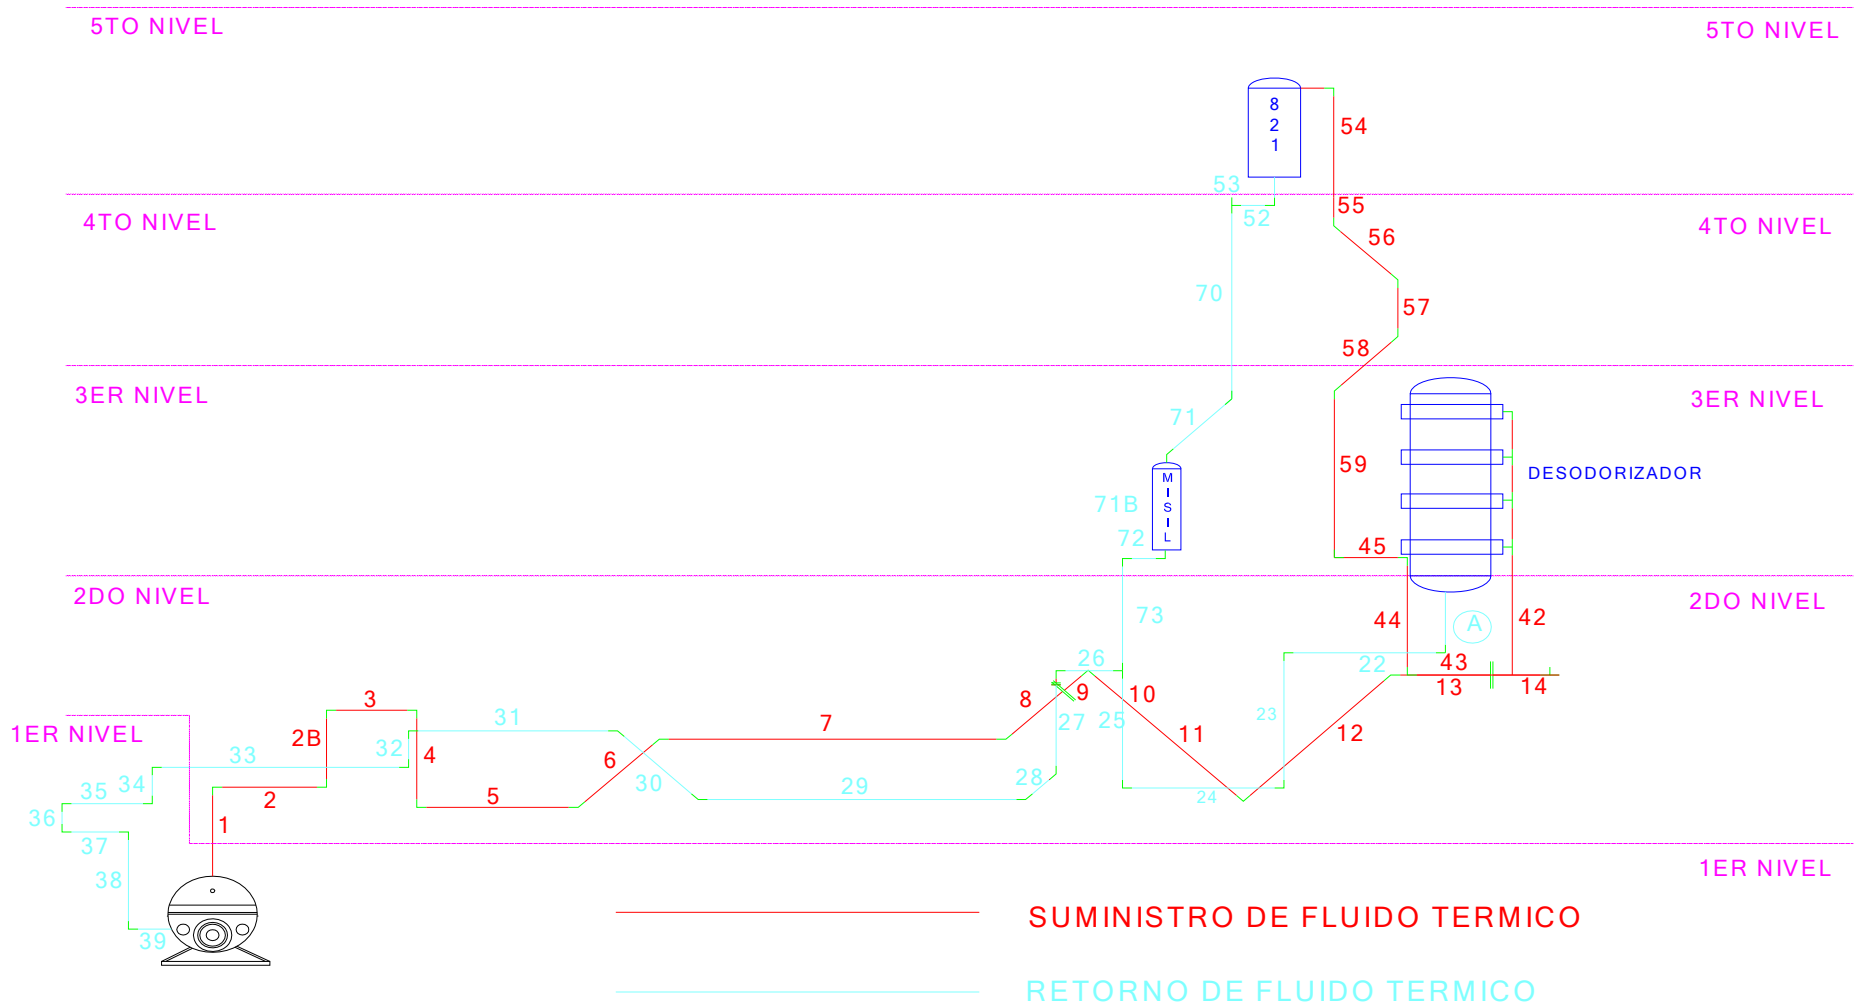 5TO NIVEL
5TO NIVEL
8
2
1
54
53
4TO NIVEL
52
55
4TO NIVEL
56
70
57
58
3ER NIVEL
3ER NIVEL
71
59
DESODORIZADOR
M
I
S
I
L
71B
72
45
2DO NIVEL
2DO NIVEL
73
44
A
42
26
22
43
3
8
9
10
13
14
1ER NIVEL
2B
31
7
27
25
23
11
12
33
32
4
6
34
35
2
5
30
29
28
24
36
1
37
38
1ER NIVEL
39
SUMINISTRO DE FLUIDO TERMICO
RETORNO DE FLUIDO TERMICO